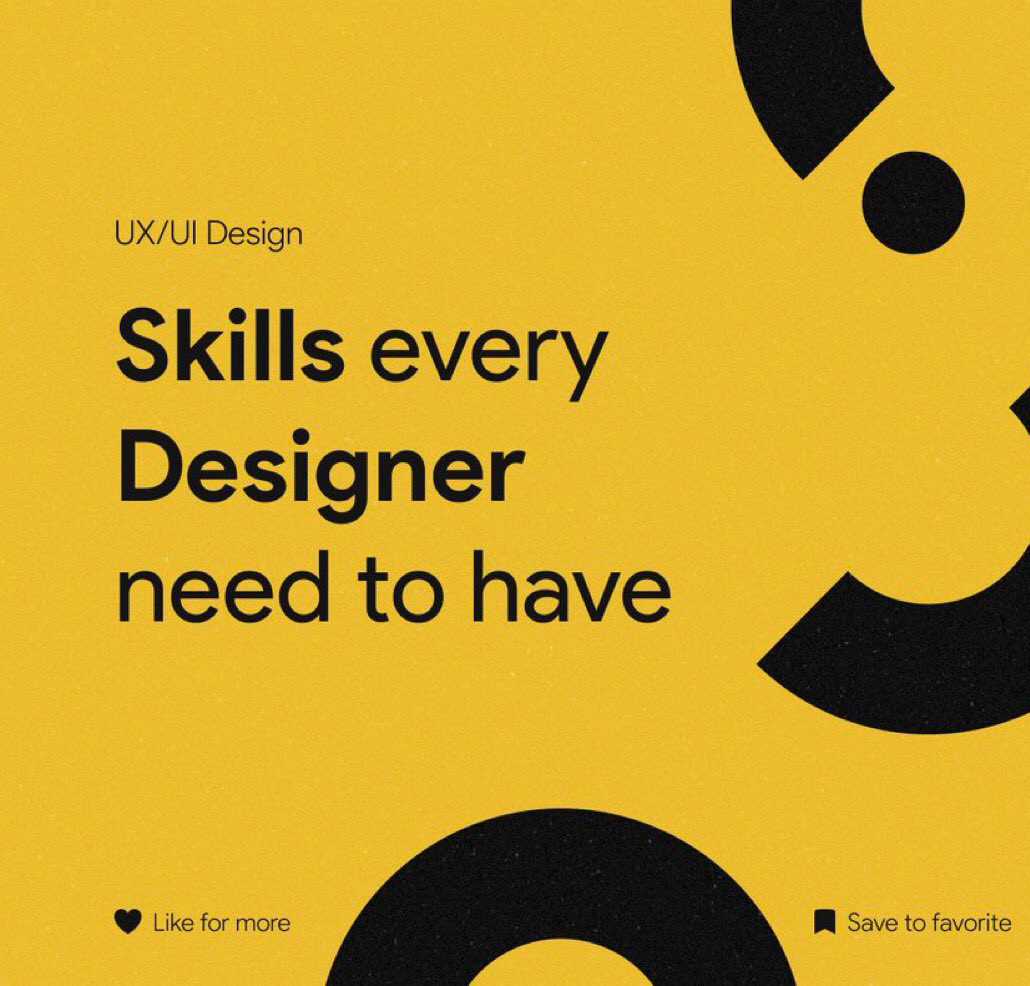 UX/UI Design
Skills every
Designer
need to have
Like for more
Save to favorite